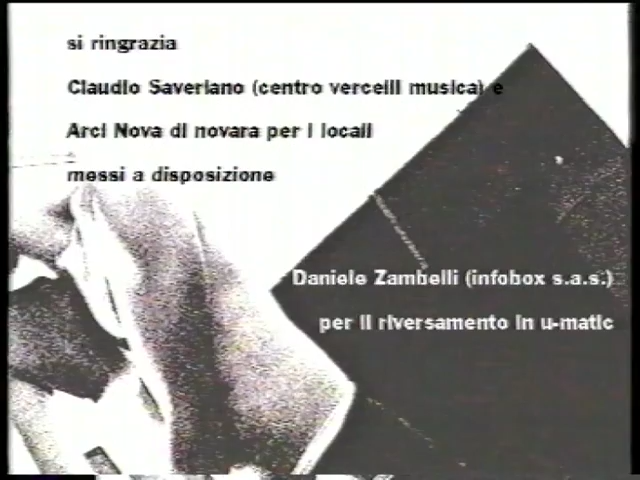 si ringrazia
Claudio Saveriano (centro vercelli musica) e
Arci Nova di novara per i locali
messi a disposizione
Daniele Zambelli (infobox s.a.s.)
per il riversamento in u-matic